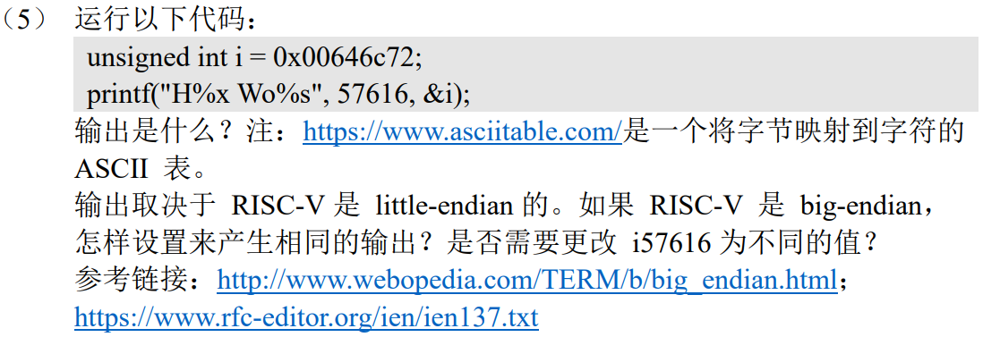 （5） 运行以下代码：
unsigned int i = 0x00646c72;
printf("H%x Wo%s", 57616, &i);
输出是什么？注：https://www.asciitable.com/是一个将字节映射到字符的
ASCII 表。
输出取决于 RISC-V 是 little-endian 的。如果 RISC-V 是 big-endian，
怎样设置来产生相同的输出？是否需要更改 i57616 为不同的值？
参考链接：http://www.webopedia.com/TERM/b/big_endian.html；
https://www.rfc-editor.org/ien/ien137.txt